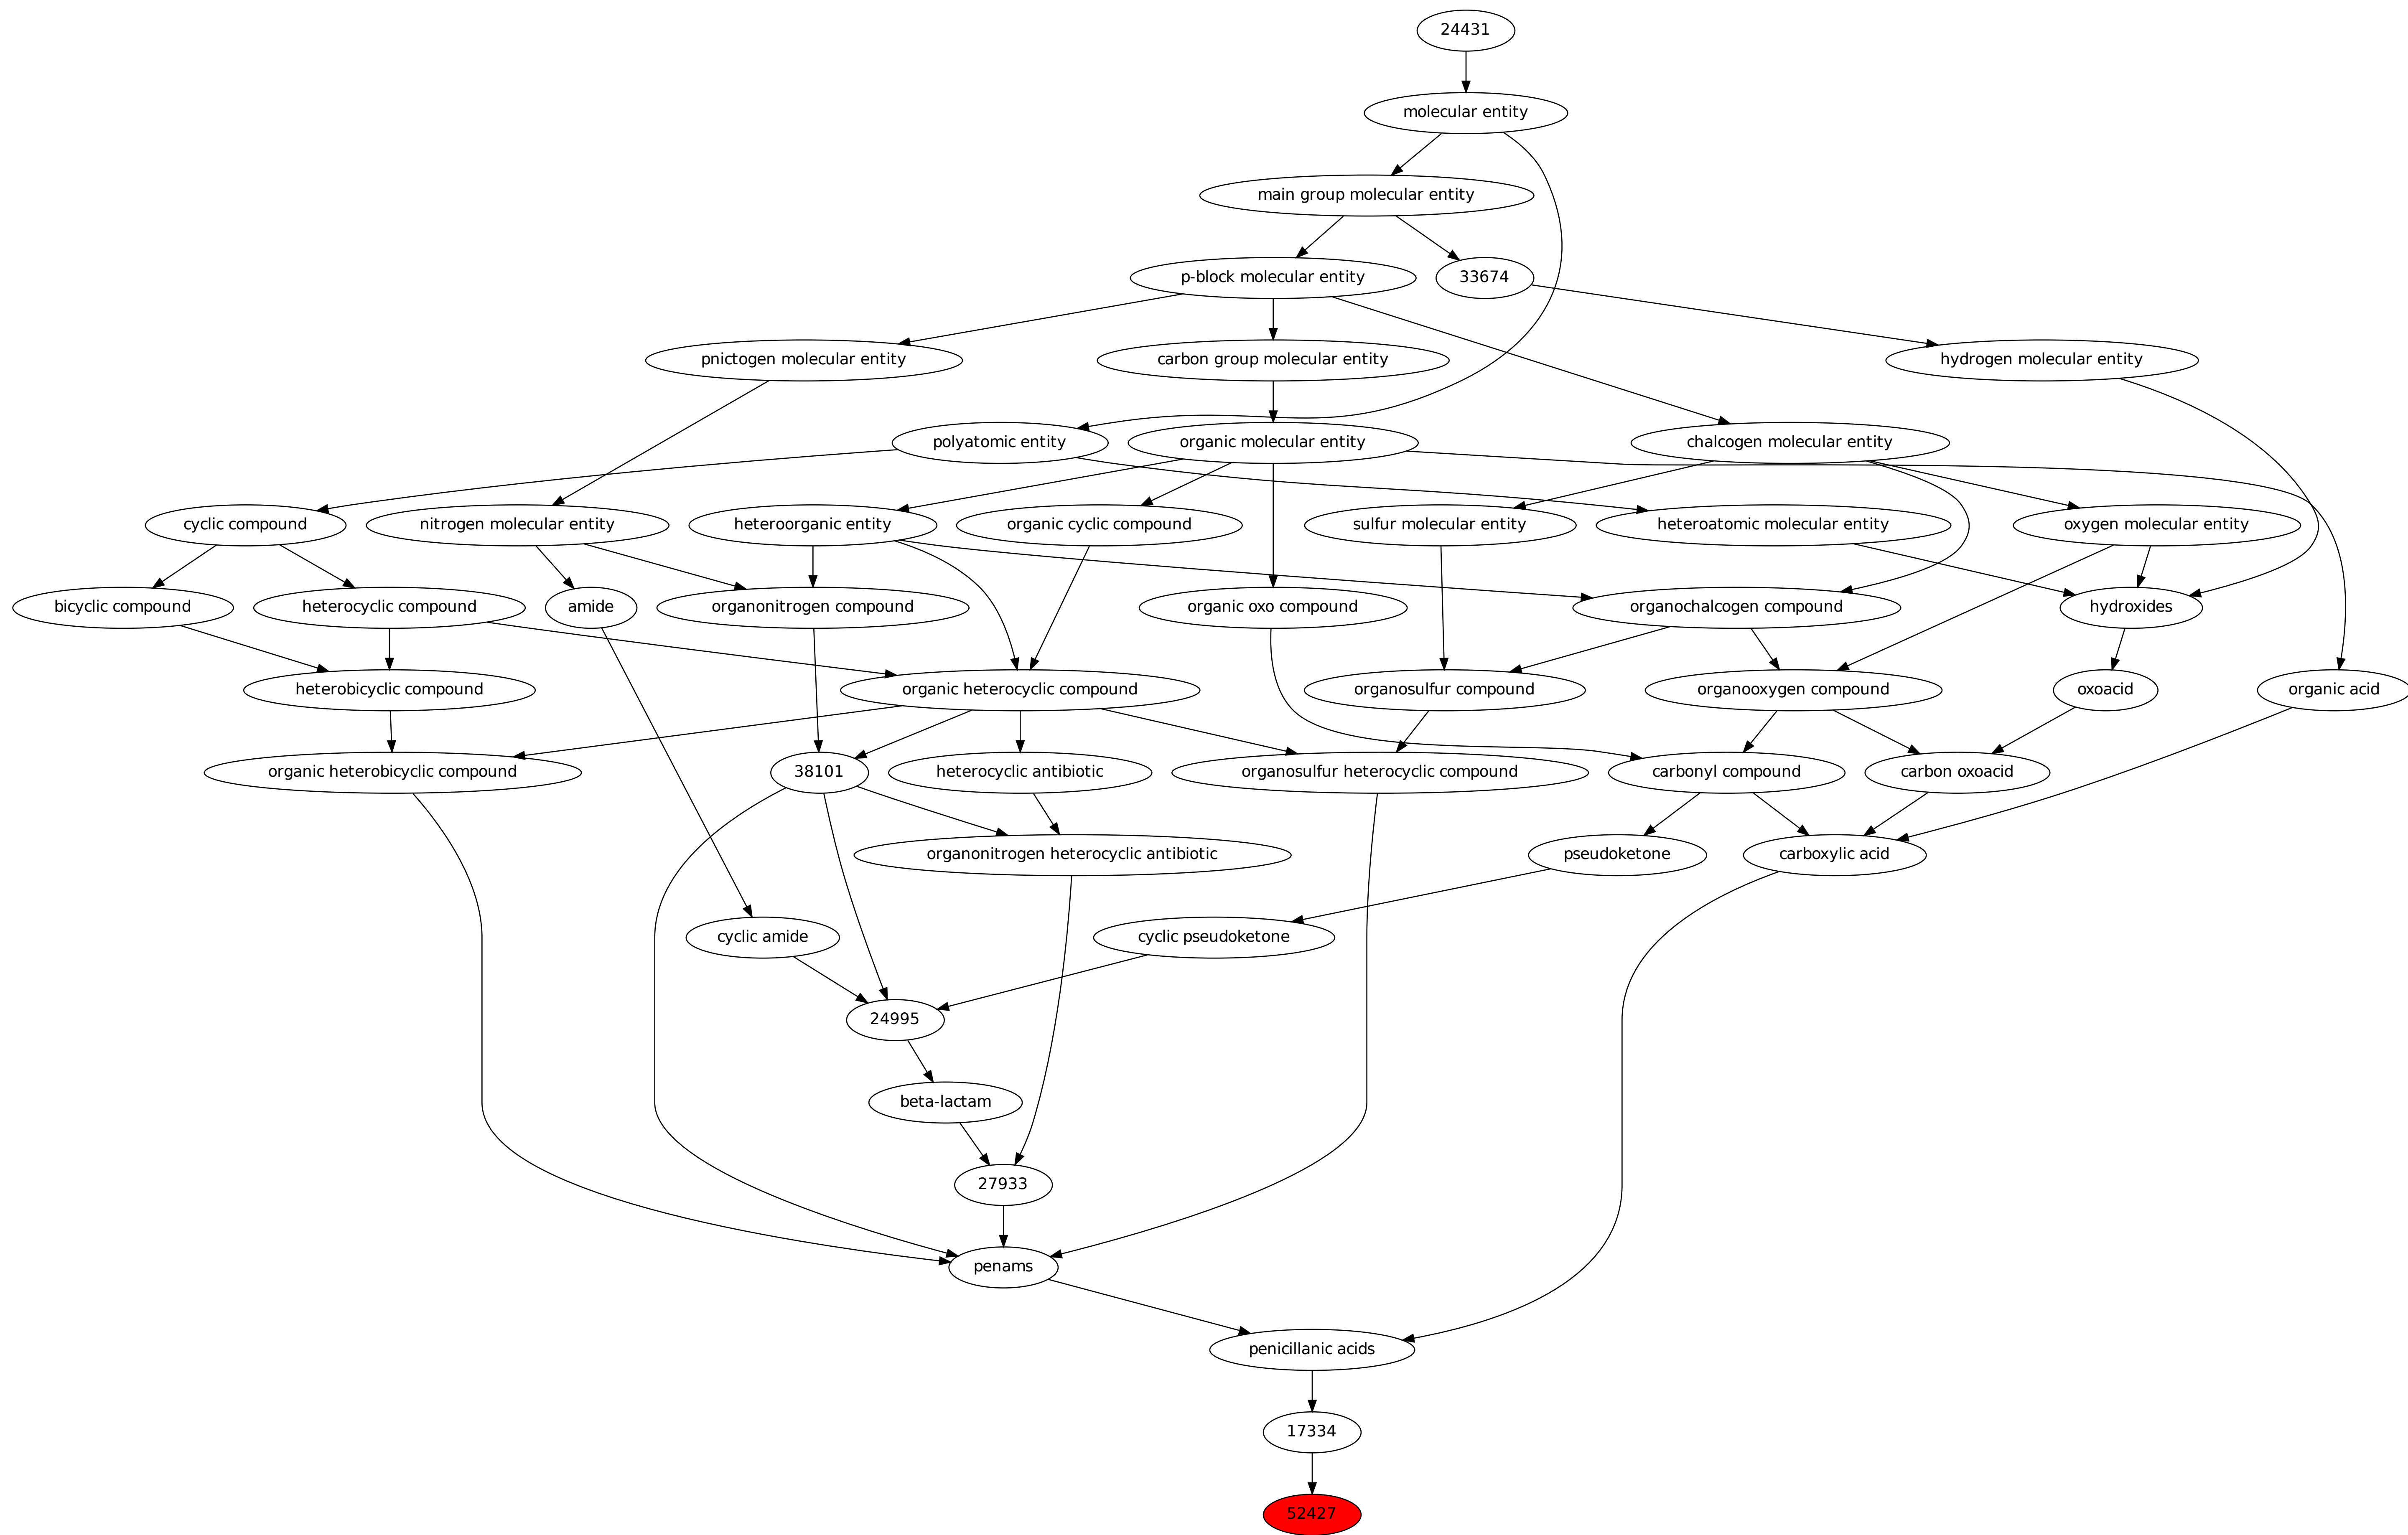 24431
molecular entity
main group molecular entity
p-block molecular entity
33674
pnictogen molecular entity
carbon group molecular entity
hydrogen molecular entity
polyatomic entity
organic molecular entity
chalcogen molecular entity
cyclic compound
nitrogen molecular entity
heteroorganic entity
organic cyclic compound
sulfur molecular entity
heteroatomic molecular entity
oxygen molecular entity
bicyclic compound
heterocyclic compound
amide
organonitrogen compound
organic oxo compound
organochalcogen compound
hydroxides
heterobicyclic compound
organic heterocyclic compound
organosulfur compound
organooxygen compound
oxoacid
organic acid
organic heterobicyclic compound
38101
heterocyclic antibiotic
organosulfur heterocyclic compound
carbonyl compound
carbon oxoacid
organonitrogen heterocyclic antibiotic
pseudoketone
carboxylic acid
cyclic amide
cyclic pseudoketone
24995
beta-lactam
27933
penams
penicillanic acids
17334
52427